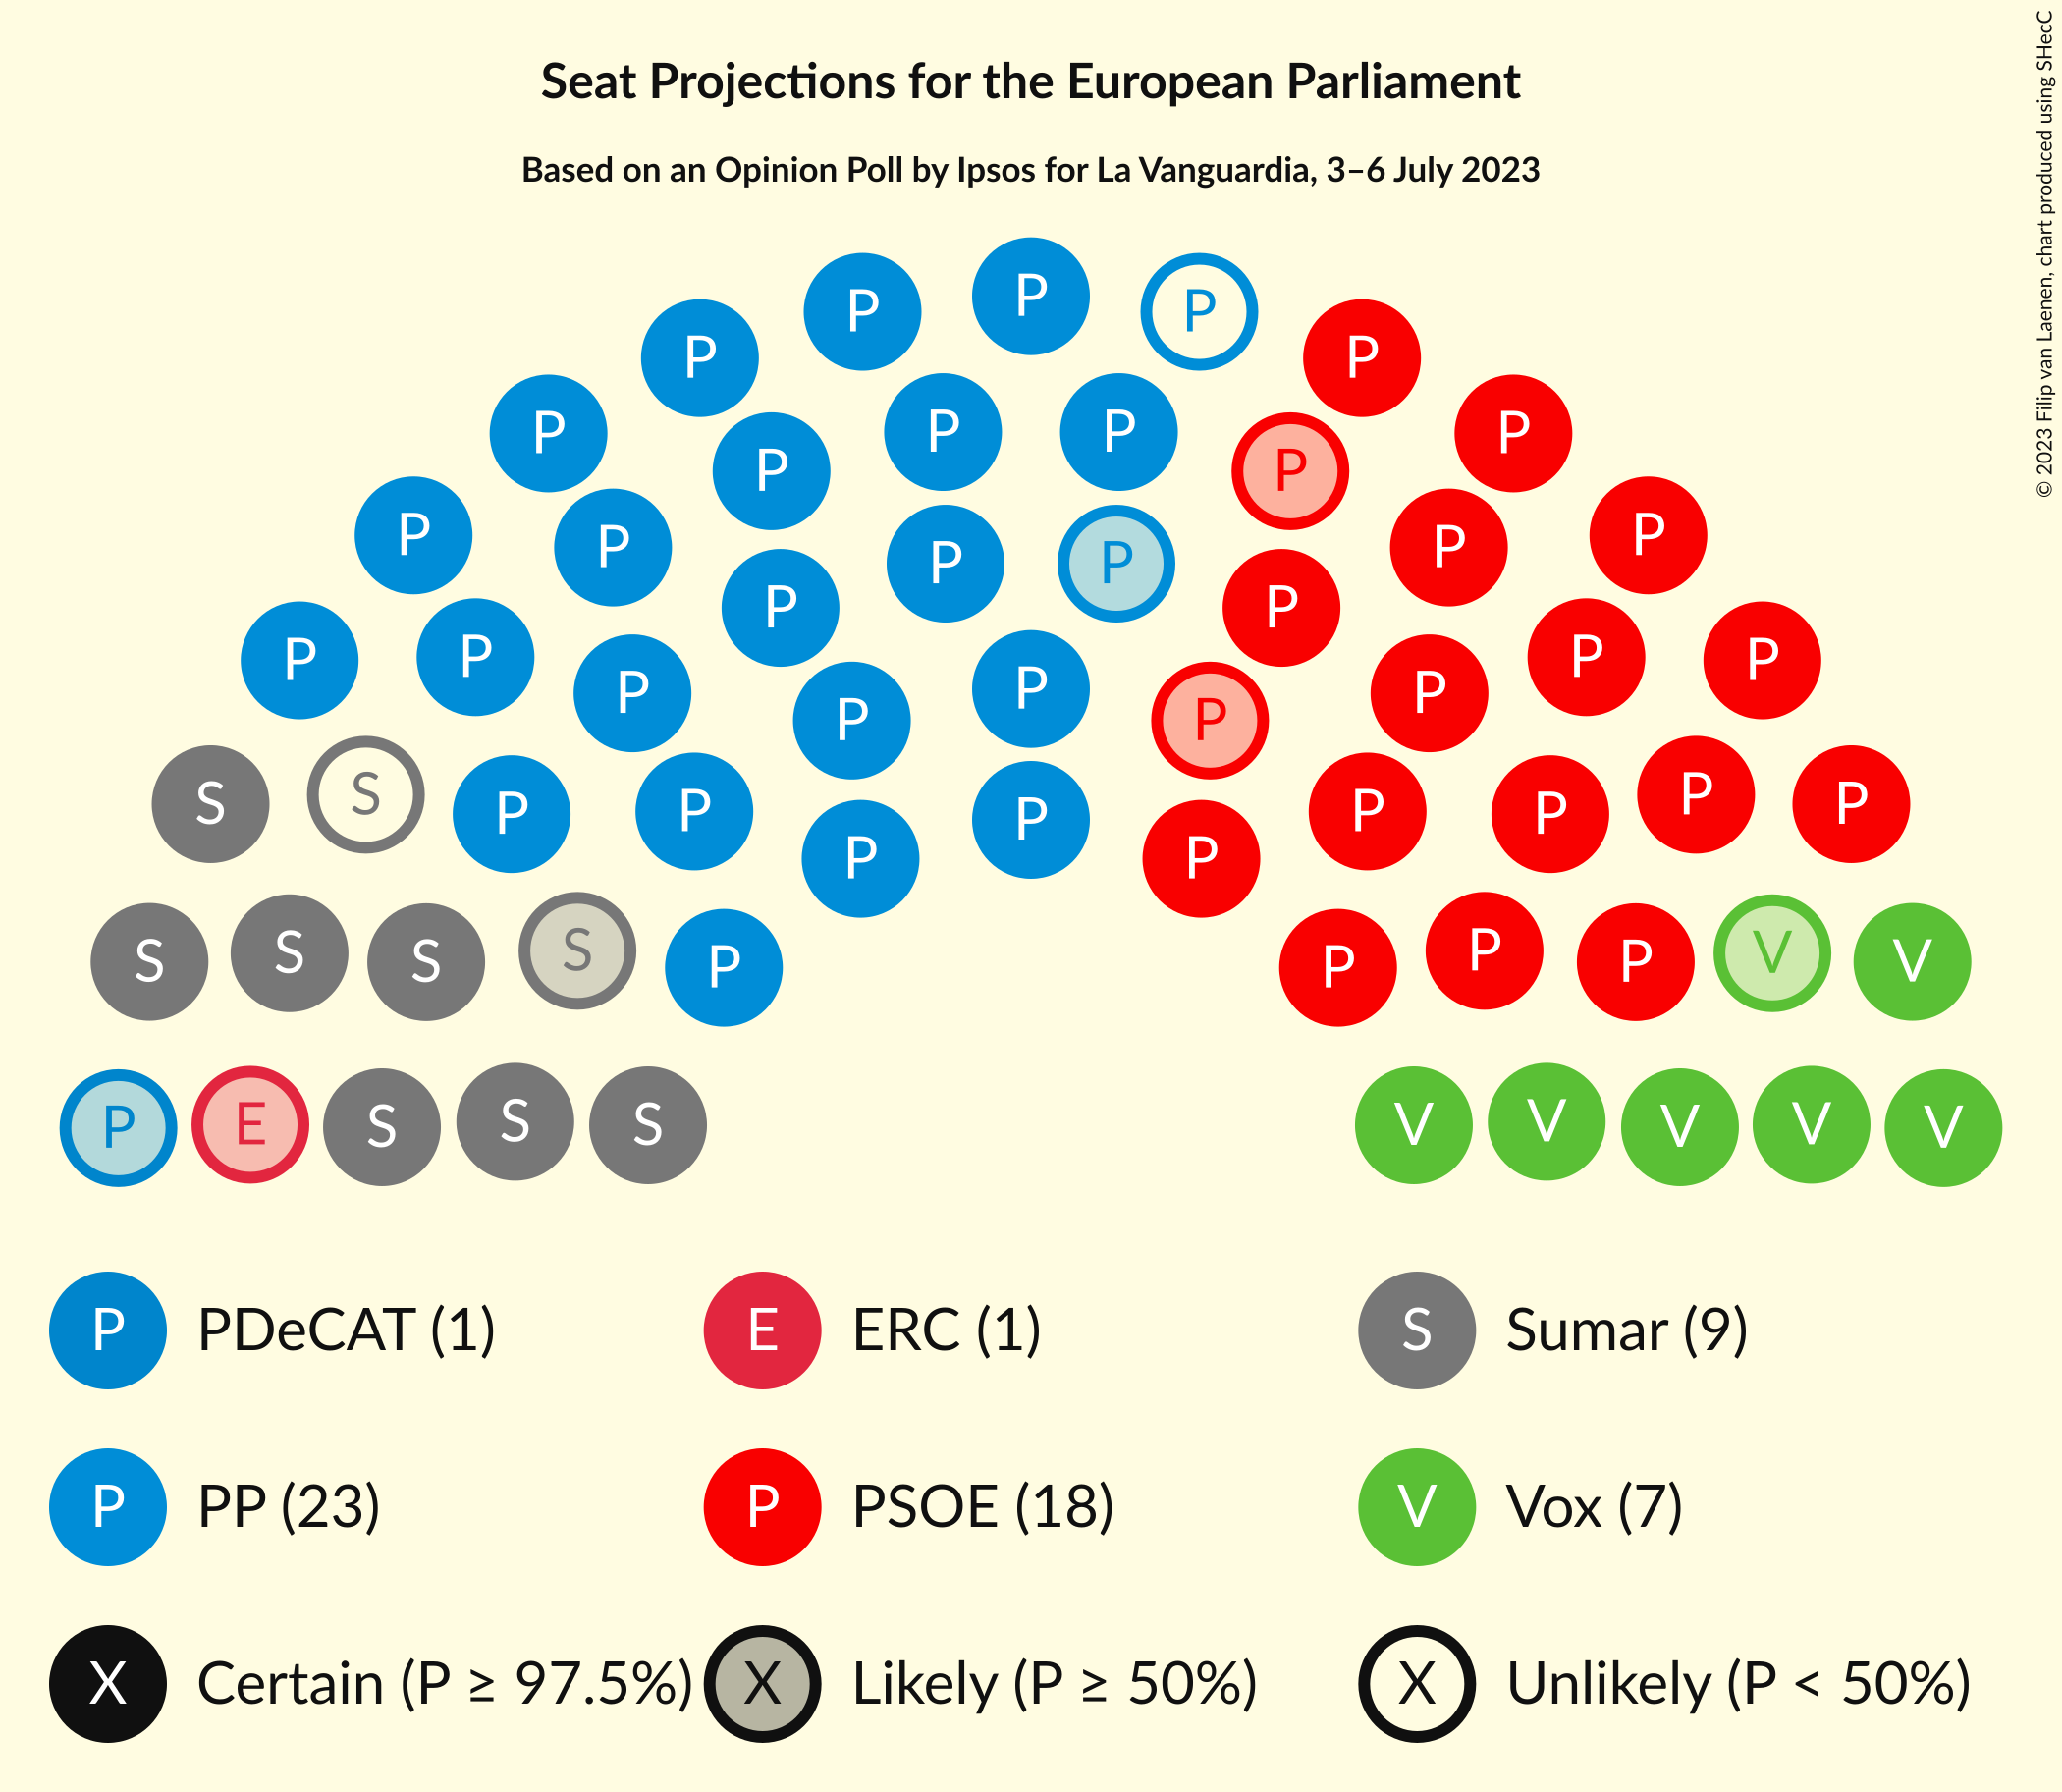 Seat Projections for the European Parliament
Based on an Opinion Poll by Ipsos for La Vanguardia, 3–6 July 2023
© 2023 Filip van Laenen, chart produced using SHecC
P
P P
P P
P P
P P
P P
P P
P P
P P P
P P
P P
P P
P P
P P
P P
P P
S S P P P P
P P P P P
S S S S P
P P P V V
P E S S S
V V V V V
P PDeCAT (1) E ERC (1) S Sumar (9)
P PP (23) P PSOE (18) V Vox (7)
X Certain (P ≥ 97.5%) X Likely (P ≥ 50%) X Unlikely (P < 50%)